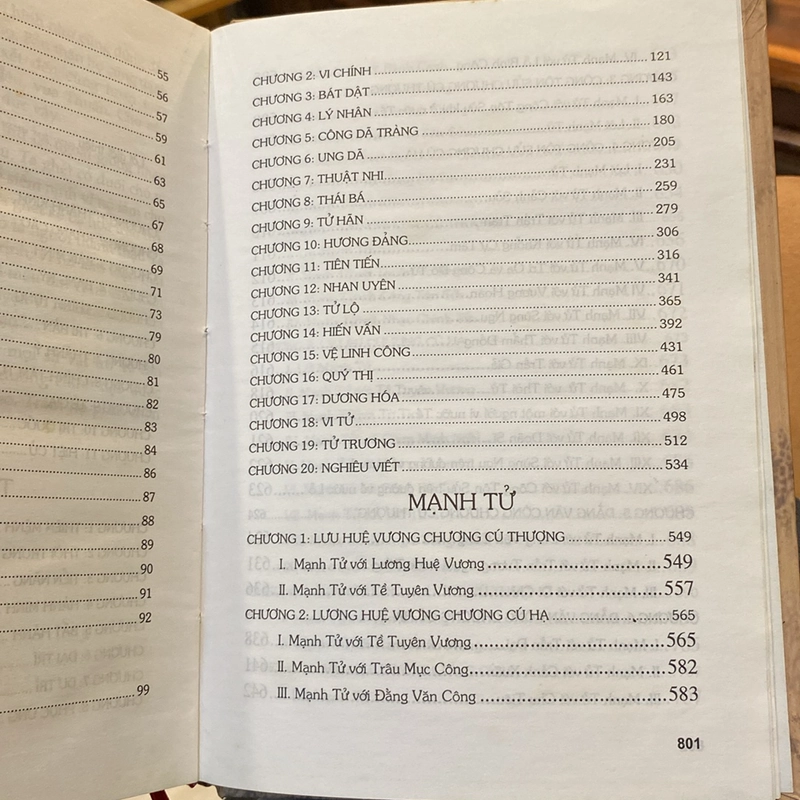 55
56
57
59
61
63
65
67
68
69
71
73
79
80
81
82
83
84
86
87
88
89
90
91
92
99
CHƯƠNG 2: VI CHÍNH 121
CHƯƠNG 3: BÁT DẬT 143
CHƯƠNG 4: LÝ NHÂN 163
CHƯƠNG 5: CÔNG DÃ TRÀNG 180
CHƯƠNG 6: UNG DÃ 205
CHƯƠNG 7: THUẬT NHI 231
CHƯƠNG 8: THÁI BÁ 259
CHƯƠNG 9: TỬ HÃN 279
CHƯƠNG 10: HƯƠNG ĐẢNG 306
CHƯƠNG 11: TIÊN TIẾN 316
CHƯƠNG 12: NHAN UYÊN 341
CHƯƠNG 13: TỬ LỘ 365
CHƯƠNG 14: HIẾN VẤN 392
CHƯƠNG 15: VỆ LINH CÔNG 431
CHƯƠNG 16: QUÝ THỊ 461
CHƯƠNG 17: DƯƠNG HÓA 475
CHƯƠNG 18: VI TỬ 498
CHƯƠNG 19: TỬ TRƯƠNG 512
CHƯƠNG 20: NGHIÊU VIẾT 534
MẠNH TỬ
CHƯƠNG 1: LƯU HUỆ VƯƠNG CHƯƠNG CÚ THƯỢNG 549
I. Mạnh Tử với Lương Huệ Vương 549
II. Mạnh Tử với Tề Tuyên Vương 557
CHƯƠNG 2: LƯƠNG HUỆ VƯƠNG CHƯƠNG CÚ HẠ 565
I. Mạnh Tử với Tề Tuyên Vương 565
II. Mạnh Tử với Trâu Mục Công 582
III. Mạnh Tử với Đằng Văn Công 583
801